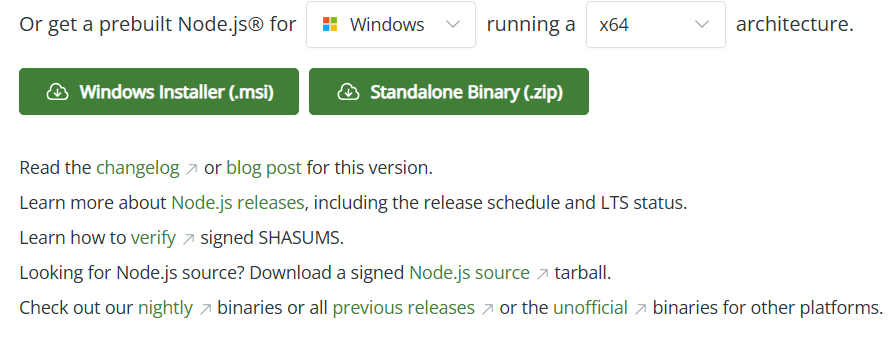 Or get a prebuilt Node.js® for Windows running a x64 architecture.
Windows Installer (.msi) Standalone Binary (.zip)
Read the changelog or blog post for this version.
Learn more about Node.js releases, including the release schedule and LTS status.
Learn how to verify signed SHASUMS.
Looking for Node.js source? Download a signed Node.js source tarball.
Check out our nightly binaries or all previous releases or the unofficial binaries for other platforms.